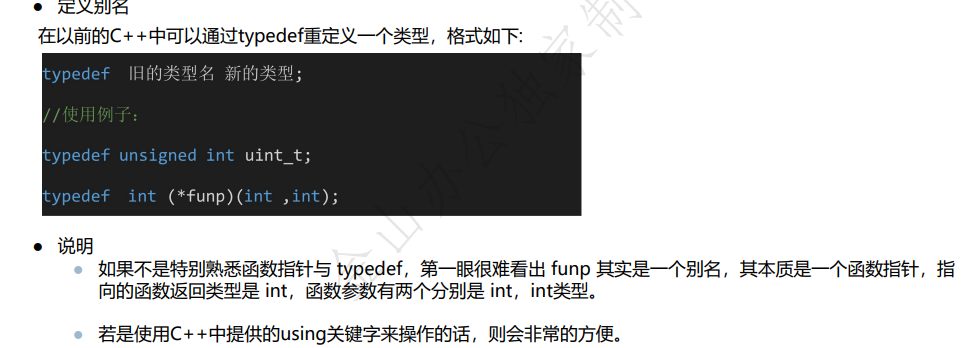 ● 定义别名
在以前的C++中可以通过typedef重定义一个类型，格式如下:
typedef 旧的类型名 新的类型;
//使用例子：
typedef unsigned int uint_t;
typedef int (*funp)(int ,int);
● 说明
● 如果不是特别熟悉函数指针与 typedef，第一眼很难看出 funp 其实是一个别名，其本质是一个函数指针，指
向的函数返回类型是 int，函数参数有两个分别是 int，int类型。
● 若是使用C++中提供的using关键字来操作的话，则会非常的方便。
金山办公独家制